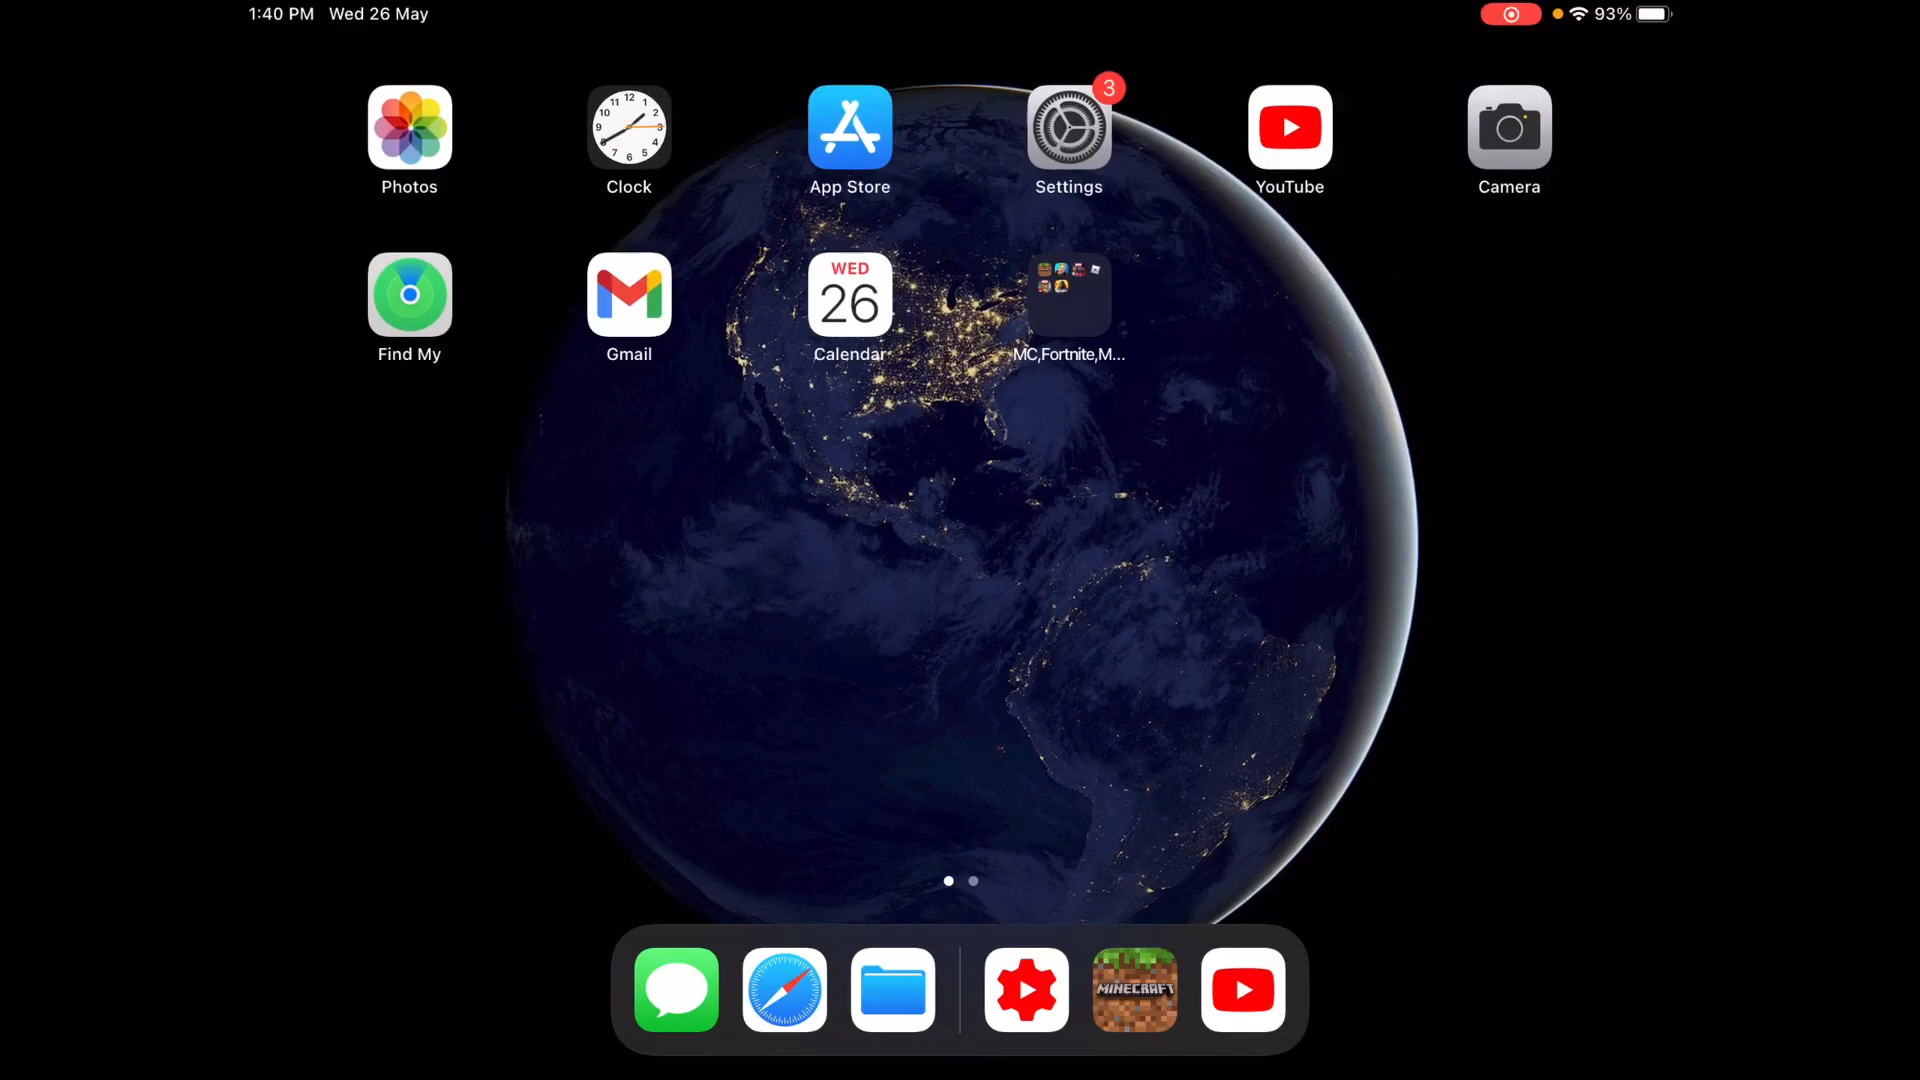 1:40 PM Wed 26 May
93%
3
Photos
Clock
App Store
Settings
YouTube
Camera
WED
26
Find My
Gmail
Calendar
MC,Fortnite,M...
MINECRAFT